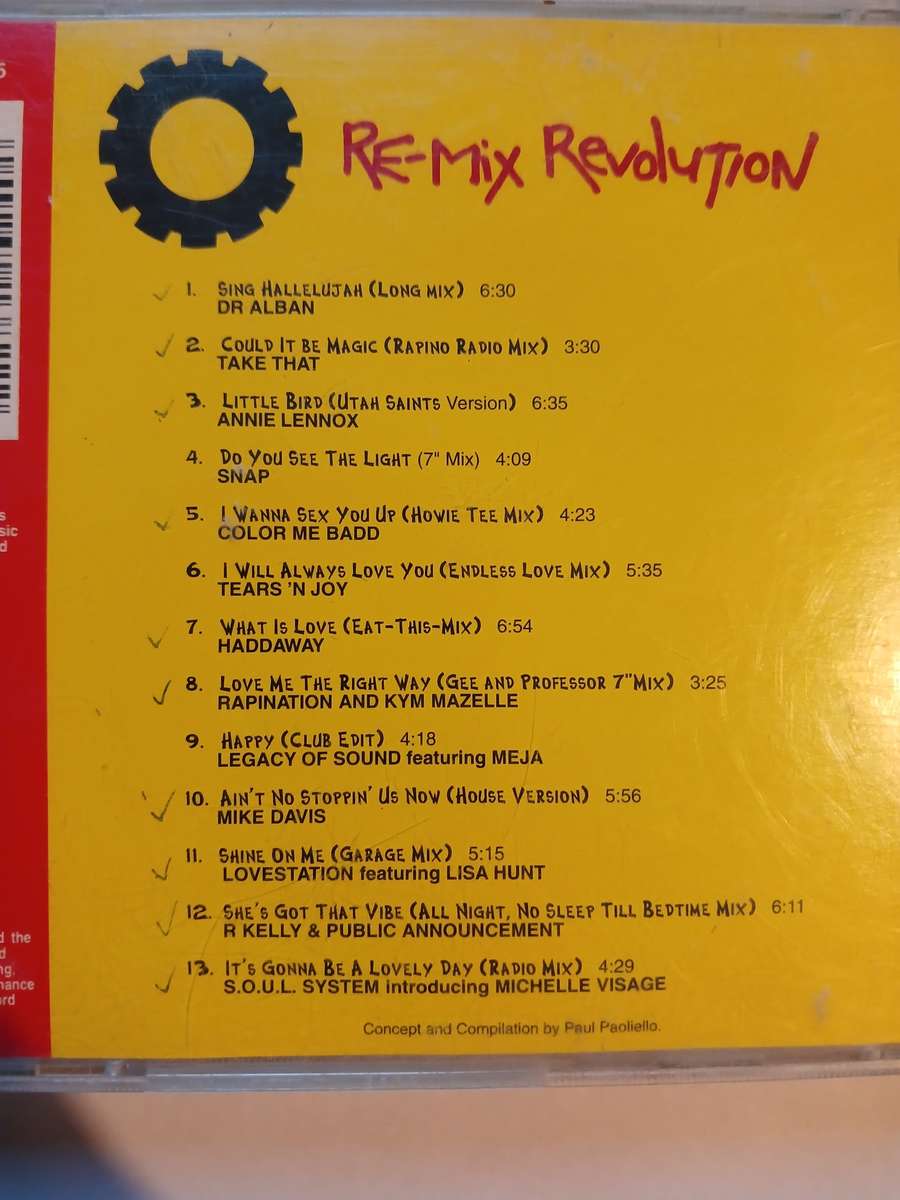 6
RE-Mix Revolution
1. Sing Hallelujah (Long mix) 6:30
DR ALBAN
2. Could It Be Magic (Rapino Radio Mix) 3:30
TAKE THAT
3. Little Bird (Utah Saints Version) 6:35
ANNIE LENNOX
4. Do You See The Light (7" Mix) 4:09
SNAP
5. I Wanna Sex You Up (Howie Tee Mix) 4:23
COLOR ME BADD
6. I Will Always Love You (Endless Love Mix) 5:35
TEARS 'N JOY
7. What Is Love (Eat-This-Mix) 6:54
HADDAWAY
8. Love Me The Right Way (Gee and Professor 7"Mix) 3:25
RAPINATION AND KYM MAZELLE
9. Happy (Club Edit) 4:18
LEGACY OF SOUND featuring MEJA
10. Ain't No Stoppin' Us Now (House Version) 5:56
MIKE DAVIS
11. Shine On Me (Garage Mix) 5:15
LOVESTATION featuring LISA HUNT
12. She's Got That Vibe (All Night, No Sleep Till Bedtime Mix) 6:11
R KELLY & PUBLIC ANNOUNCEMENT
13. It's Gonna Be A Lovely Day (Radio Mix) 4:29
S.O.U.L. SYSTEM introducing MICHELLE VISAGE
Concept and Compilation by Paul Paoliello.
the